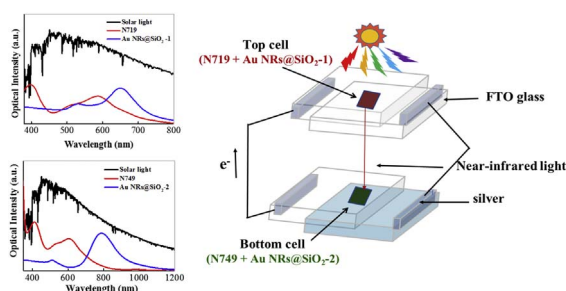 Optical Intensity (a.u.)
Solar light
N719
Au NRs@SiO₂-1
400 500 600 700 800
Wavelength (nm)
Optical Intensity (a.u.)
Solar light
N749
Au NRs@SiO₂-2
400 600 800 1000 1200
Wavelength (nm)
Top cell
(N719 + Au NRs@SiO₂-1)
FTO glass
e⁻
Near-infrared light
silver
Bottom cell
(N749 + Au NRs@SiO₂-2)